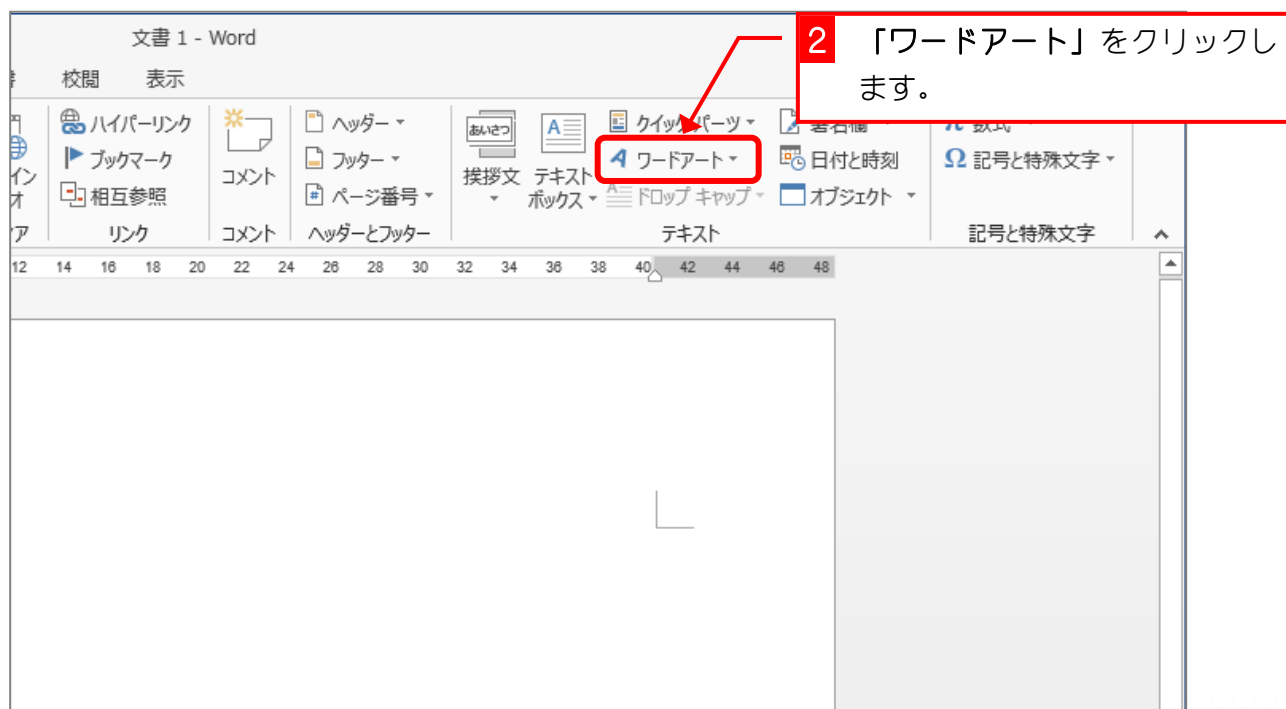 文書 1 - Word
2 「ワードアート」をクリックし
ます。
校閲 表示
ハイパーリンク
ブックマーク
相互参照
リンク
コメント
コメント
ヘッダー
フッター
ページ番号
ヘッダーとフッター
あいさつ
挨拶文
A
テキスト
ボックス
クイック パーツ
A ワードアート
ドロップ キャップ
日付と時刻
オブジェクト
テキスト
Ω 記号と特殊文字
記号と特殊文字
12 14 16 18 20 22 24 26 28 30 32 34 36 38 40 42 44 46 48